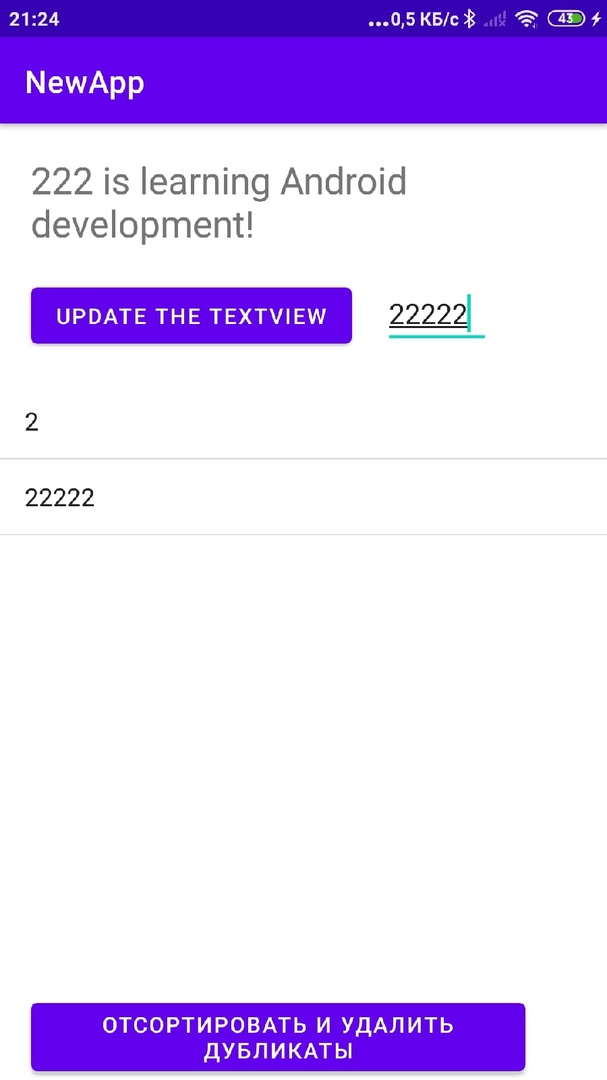 21:24
...0,5 КБ/с 43
NewApp
222 is learning Android
development!
UPDATE THE TEXTVIEW
22222
2
22222
ОТСОРТИРОВАТЬ И УДАЛИТЬ
ДУБЛИКАТЫ